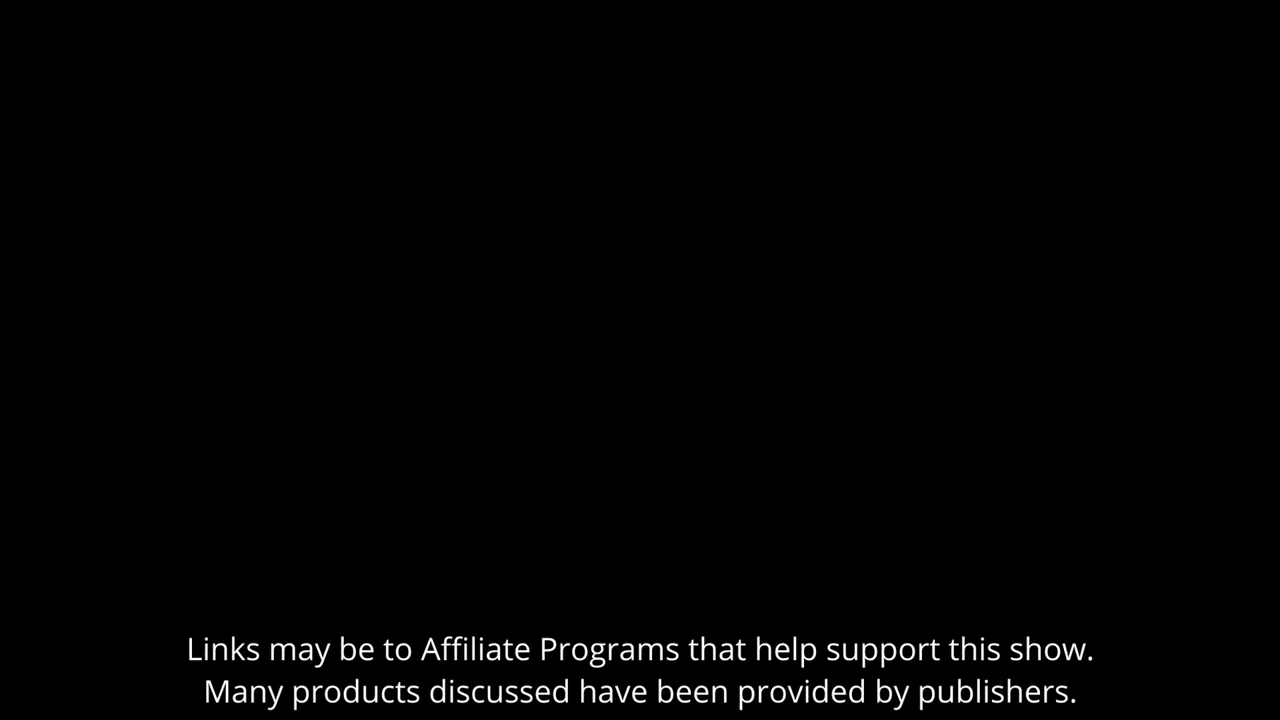 Links may be to Affiliate Programs that help support this show.
Many products discussed have been provided by publishers.